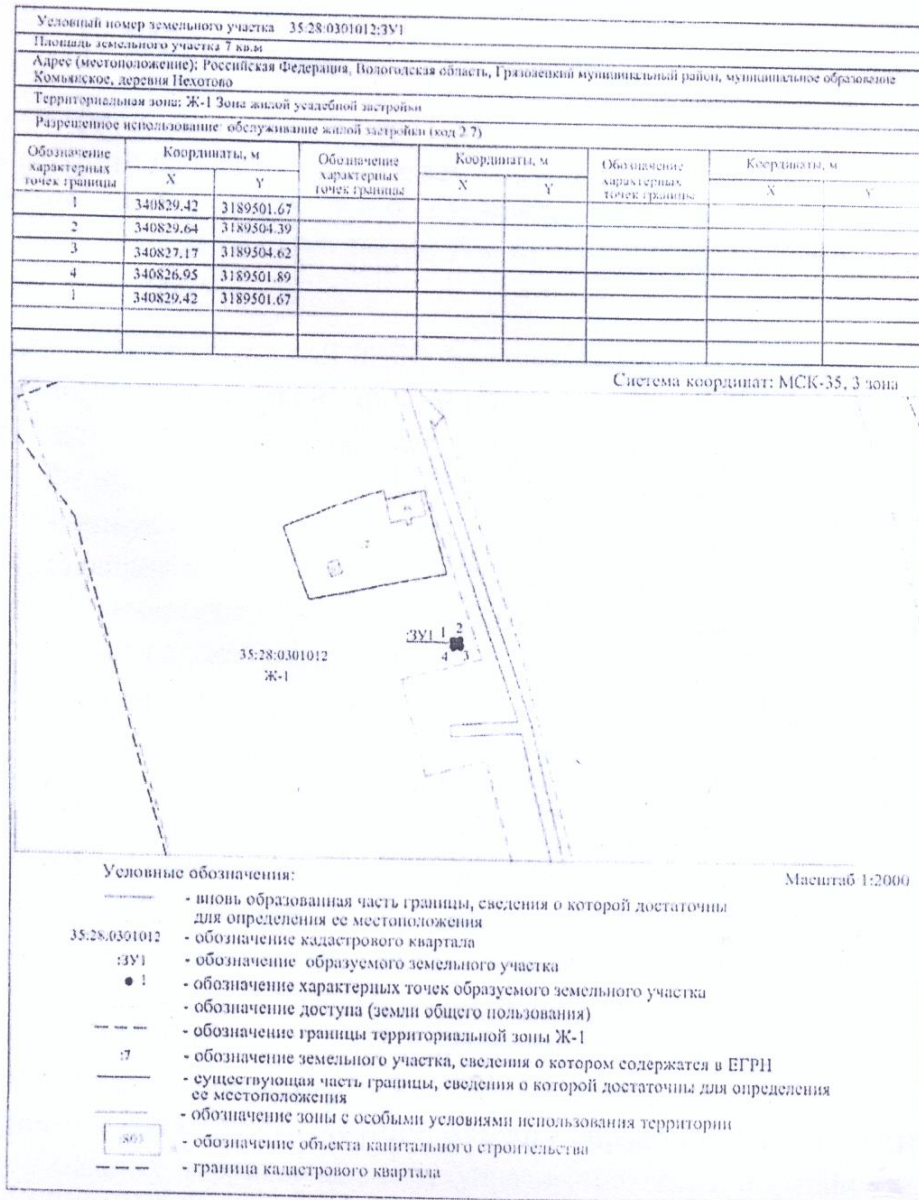 Условный номер земельного участка 35:28:0301012:ЗУ1
Площадь земельного участка 7 кв.м
Адрес (местоположение): Российская Федерация, Вологодская область, Грязовецкий муниципальный район, муниципальное образование
Комьянское, деревня Нехотово
Территориальная зона: Ж-1 Зона жилой усадебной застройки
Разрешенное использование: обслуживание жилой застройки (код 2.7)
Обозначение характерных точек границы Координаты, м Обозначение характерных точек границы Координаты, м Обозначение характерных точек границы Координаты, м
X Y X Y X Y
1 340829.42 3189501.67
2 340829.64 3189504.39
3 340827.17 3189504.62
4 340826.95 3189501.89
1 340829.42 3189501.67
Система координат: МСК-35, 3 зона
:7
:ЗУ1 1 2
4 3
35:28:0301012
Ж-1
Условные обозначения:
Масштаб 1:2000
- вновь образованная часть границы, сведения о которой достаточны
для определения ее местоположения
35:28:0301012 - обозначение кадастрового квартала
:ЗУ1 - обозначение образуемого земельного участка
1 - обозначение характерных точек образуемого земельного участка
- обозначение доступа (земли общего пользования)
- обозначение границы территориальной зоны Ж-1
:7 - обозначение земельного участка, сведения о котором содержатся в ЕГРН
- существующая часть границы, сведения о которой достаточны для определения
ее местоположения
- обозначение зоны с особыми условиями использования территории
- обозначение объекта капитального строительства
- граница кадастрового квартала